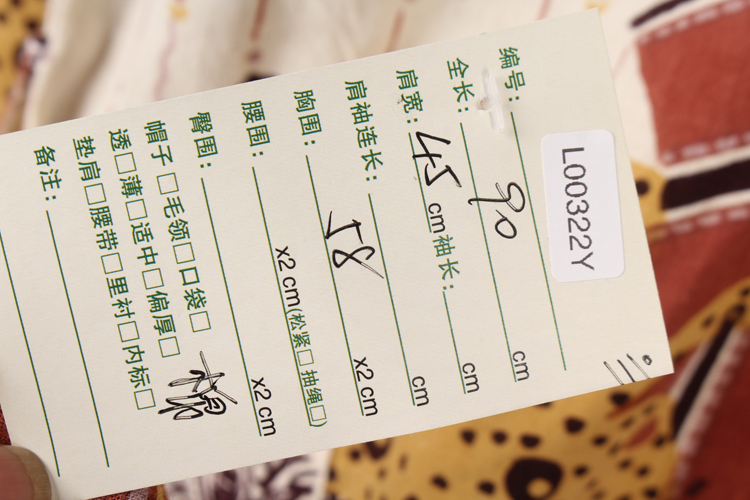 编号: L00322Y
全长: 90 cm
肩宽: 45 cm 袖长: cm
肩袖连长: cm
胸围: 58 x2 cm
腰围: x2 cm(松紧□ 抽绳□)
臀围: x2 cm
帽子□毛领□口袋□ 棉
透□薄□适中□偏厚□
垫肩□腰带□里衬□内标□
备注: